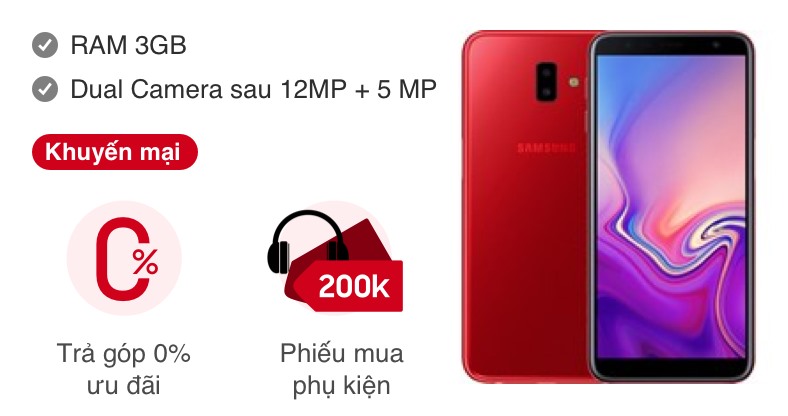 RAM 3GB
Dual Camera sau 12MP + 5 MP
Khuyến mại
0%
200k
Trả góp 0%
ưu đãi
Phiếu mua
phụ kiện
SAMSUNG